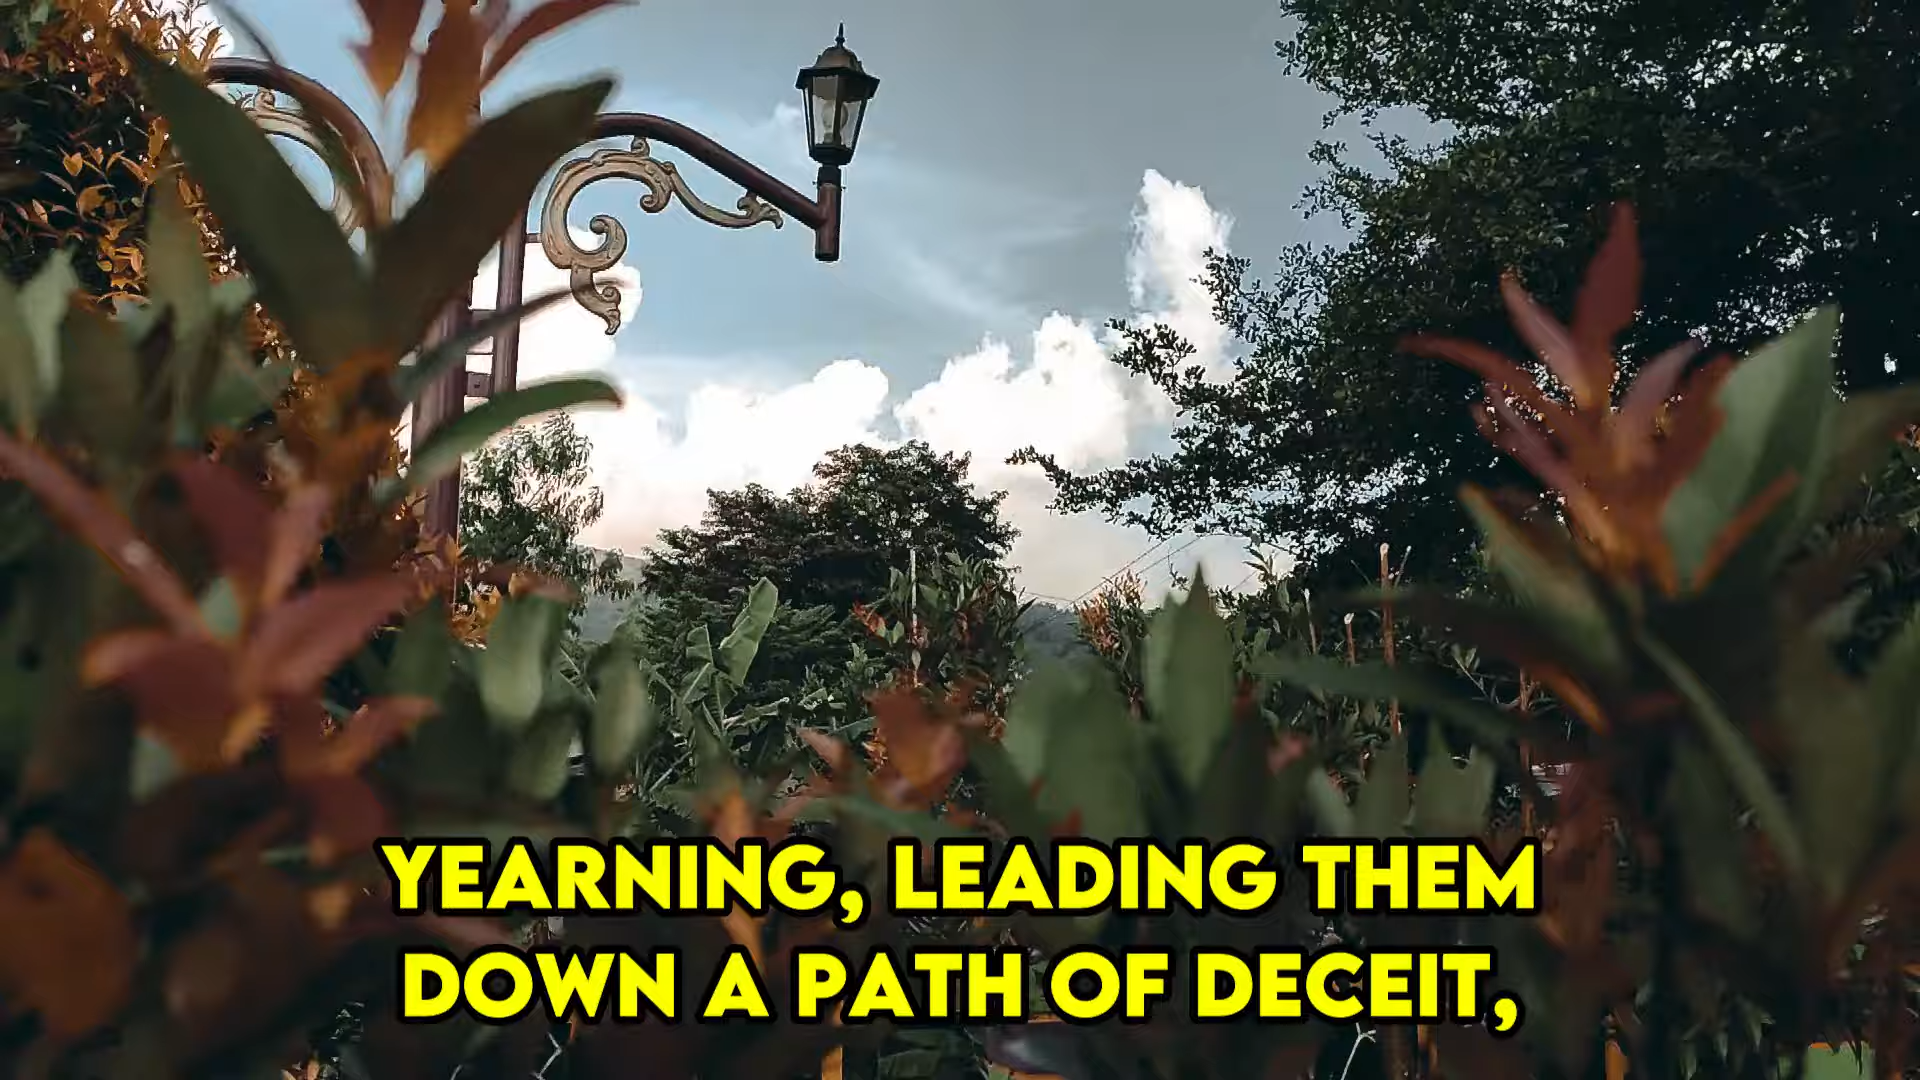 YEARNING, LEADING THEM
DOWN A PATH OF DECEIT,